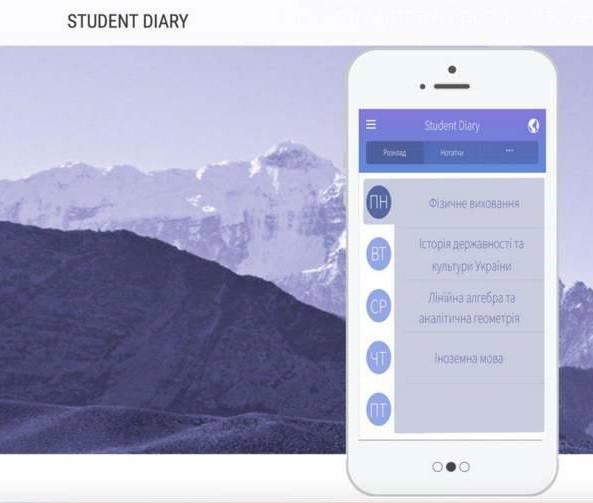 STUDENT DIARY
Student Diary
Розклад Нотатки ···
ПН Фізичне виховання
ВТ Історія державності та
культури України
СР Лінійна алгебра та
аналітична геометрія
ЧТ Іноземна мова
ПТ